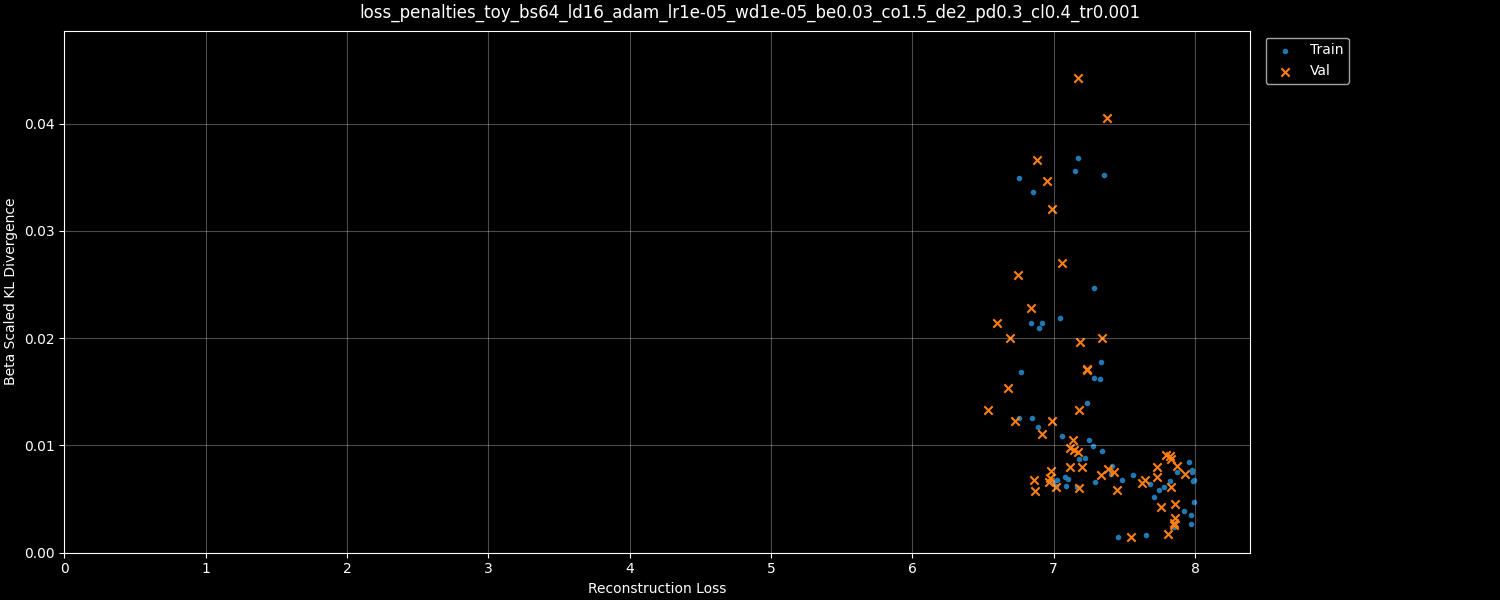 loss_penalties_toy_bs64_ld16_adam_lr1e-05_wd1e-05_be0.03_co1.5_de2_pd0.3_cl0.4_tr0.001
Train
Val
Beta Scaled KL Divergence
0.04
0.03
0.02
0.01
0.00
0 1 2 3 4 5 6 7 8
Reconstruction Loss